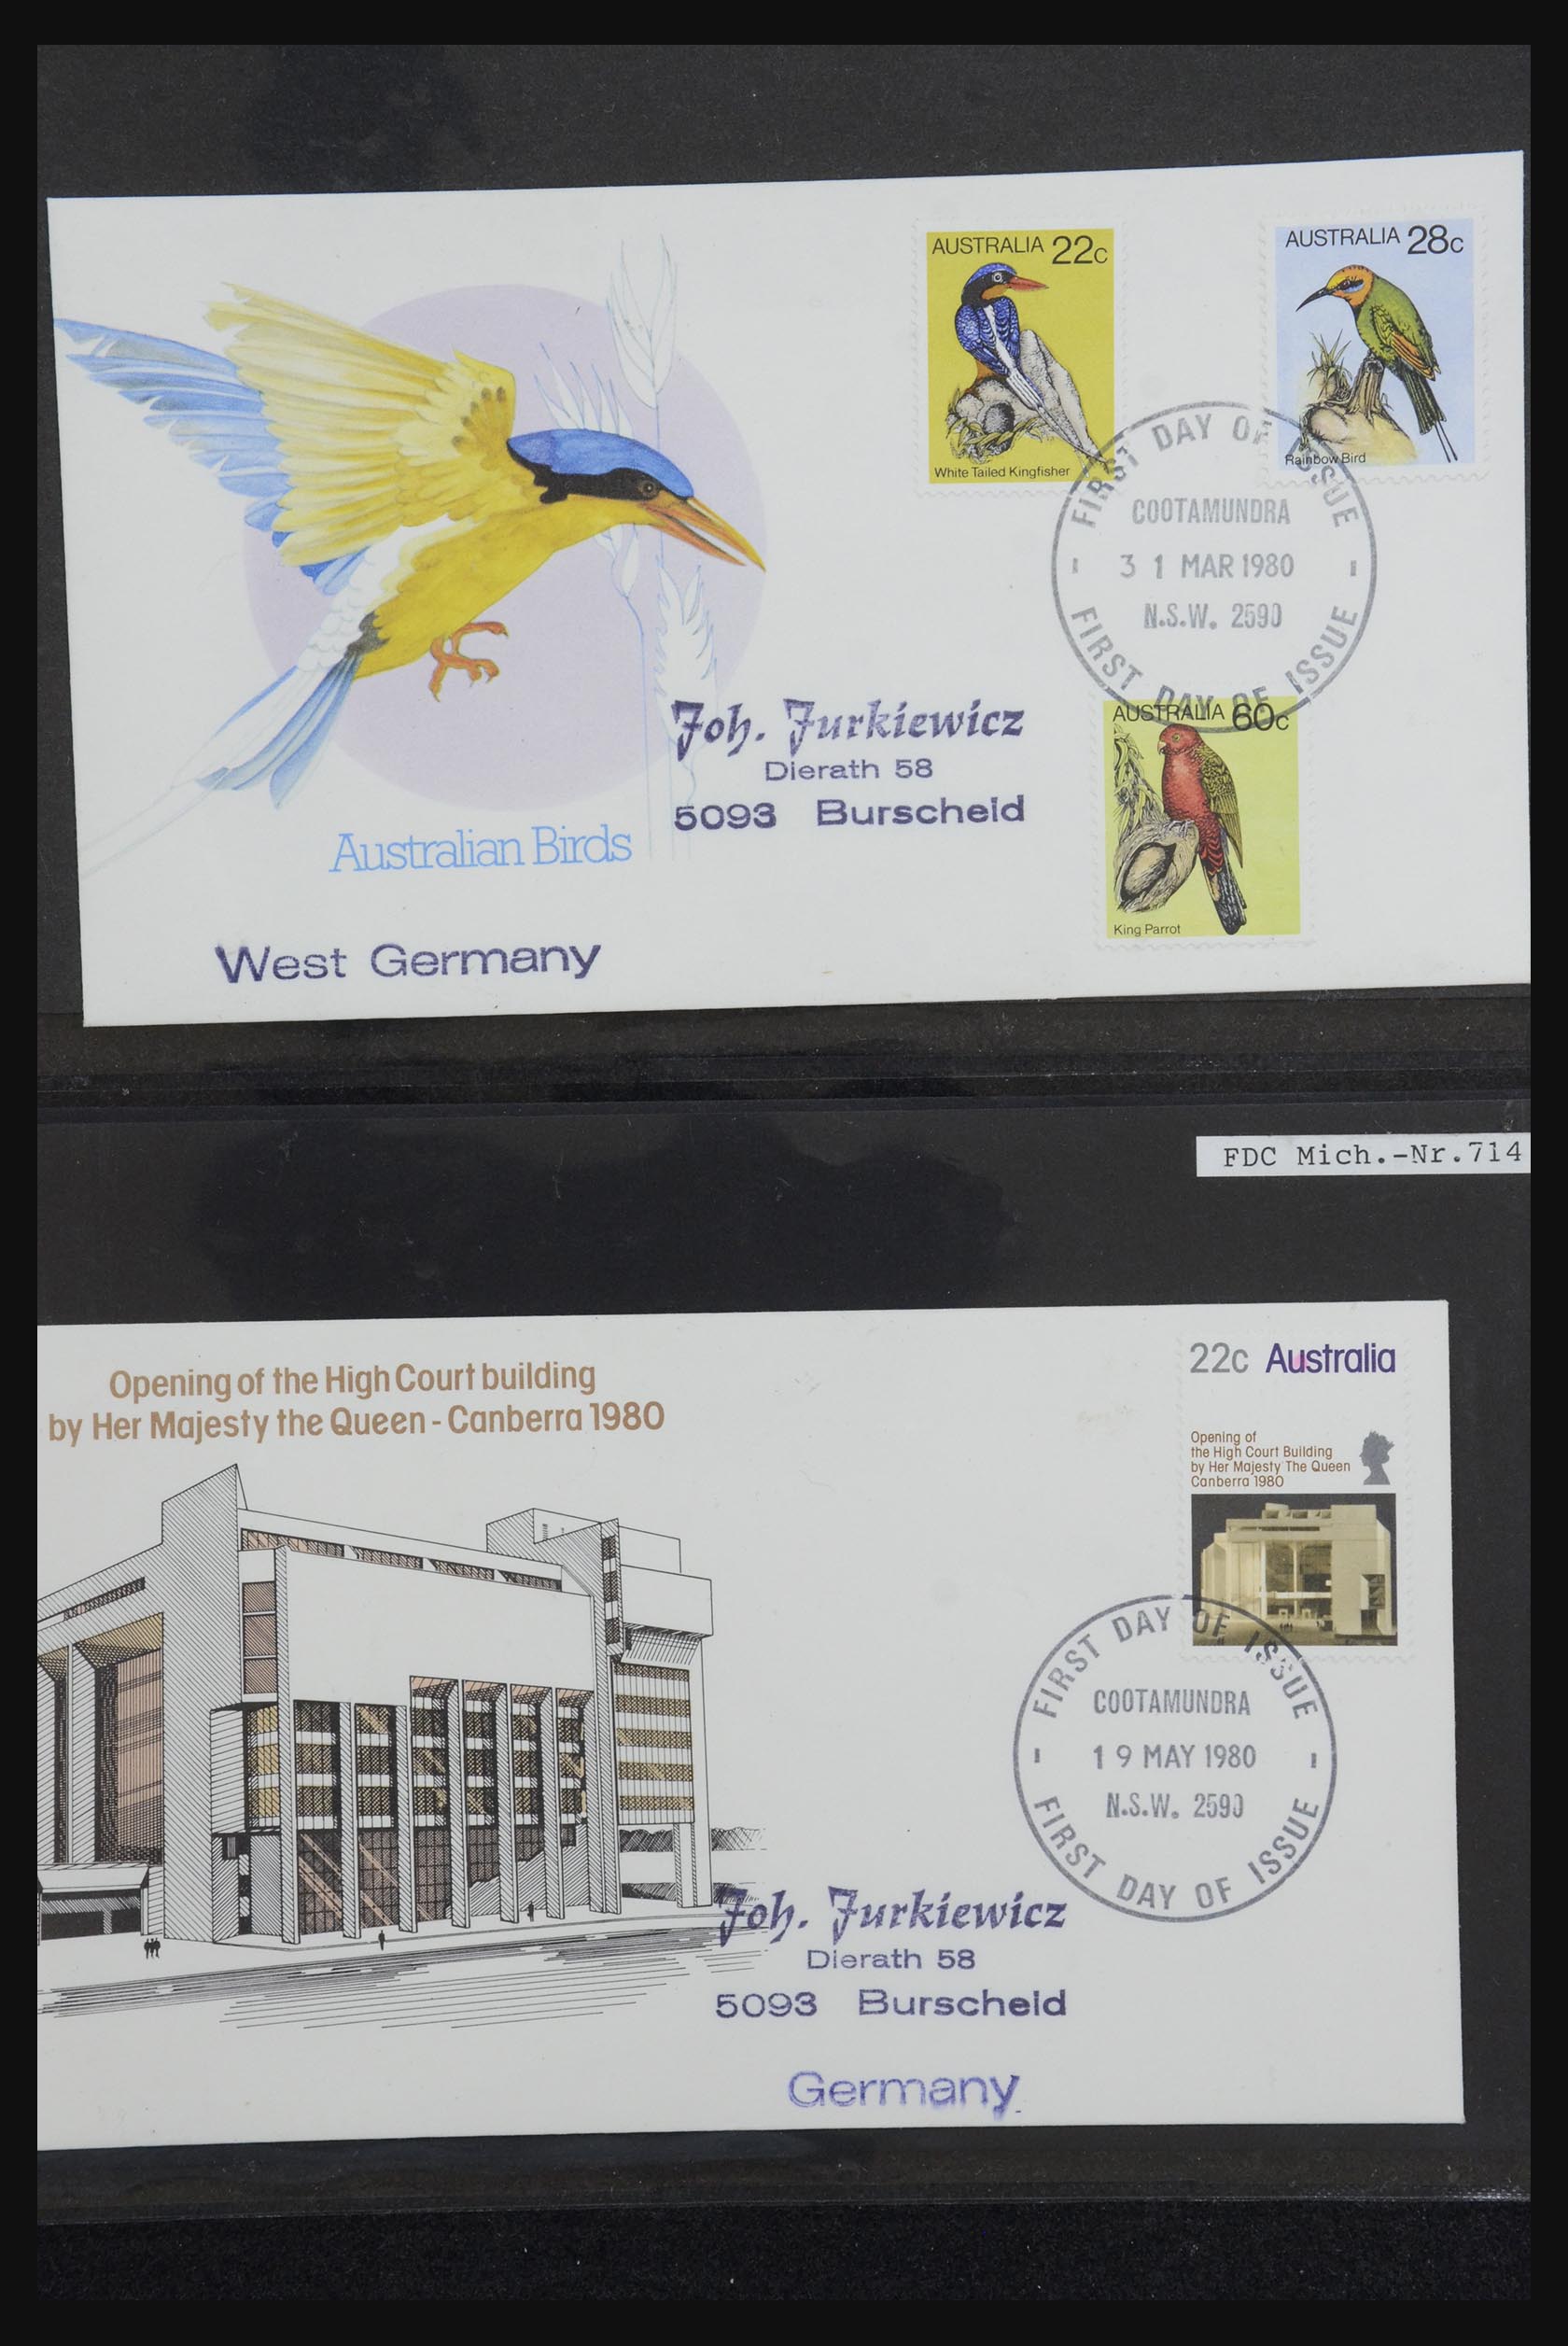 AUSTRALIA 22c
White Tailed Kingfisher
AUSTRALIA 28c
Rainbow Bird
FIRST DAY OF ISSUE
COOTAMUNDRA
31 MAR 1980
N.S.W. 2590
FIRST DAY OF ISSUE
AUSTRALIA 60c
King Parrot
Joh. Jurkiewicz
Dierath 58
5093 Burscheid
Australian Birds
West Germany
FDC Mich.-Nr.714
Opening of the High Court building
by Her Majesty the Queen - Canberra 1980
22c Australia
Opening of
the High Court Building
by Her Majesty The Queen
Canberra 1980
FIRST DAY OF ISSUE
COOTAMUNDRA
19 MAY 1980
N.S.W. 2590
FIRST DAY OF ISSUE
Joh. Jurkiewicz
Dierath 58
5093 Burscheid
Germany